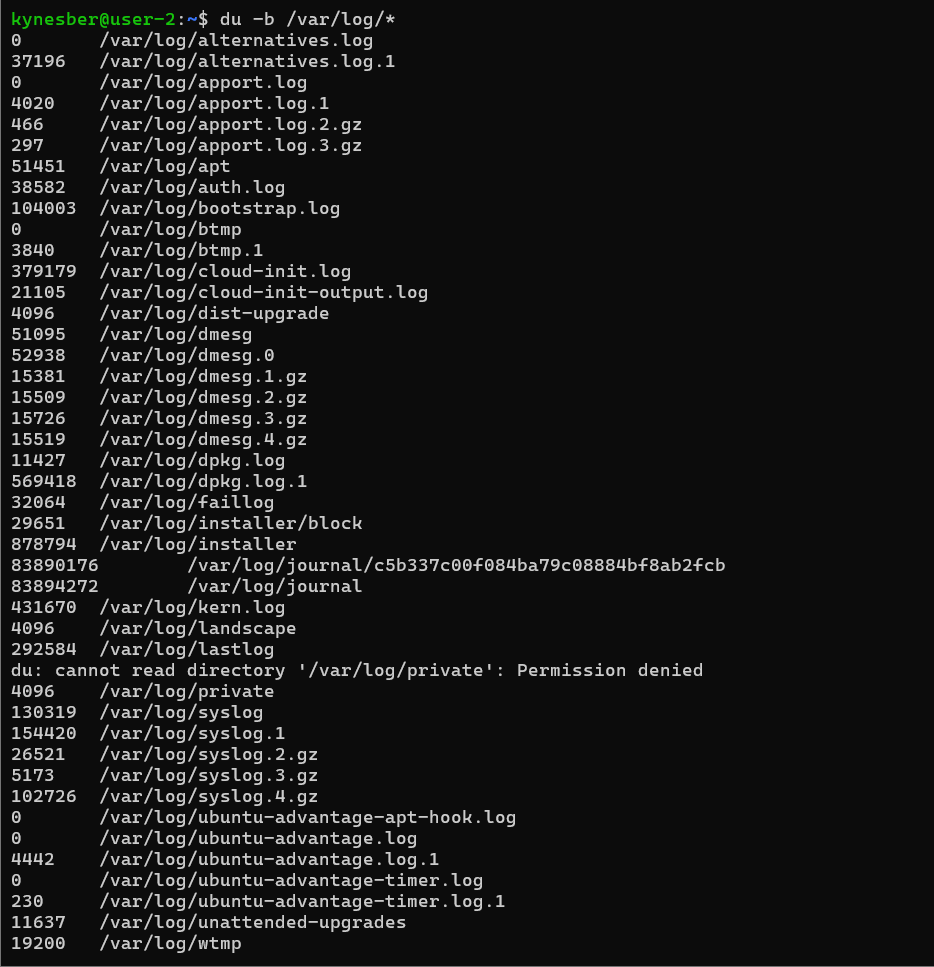 kynesber@user-2:~$ du -b /var/log/*
0       /var/log/alternatives.log
37196   /var/log/alternatives.log.1
0       /var/log/apport.log
4020    /var/log/apport.log.1
466     /var/log/apport.log.2.gz
297     /var/log/apport.log.3.gz
51451   /var/log/apt
38582   /var/log/auth.log
104003  /var/log/bootstrap.log
0       /var/log/btmp
3840    /var/log/btmp.1
379179  /var/log/cloud-init.log
21105   /var/log/cloud-init-output.log
4096    /var/log/dist-upgrade
51095   /var/log/dmesg
52938   /var/log/dmesg.0
15381   /var/log/dmesg.1.gz
15509   /var/log/dmesg.2.gz
15726   /var/log/dmesg.3.gz
15519   /var/log/dmesg.4.gz
11427   /var/log/dpkg.log
569418  /var/log/dpkg.log.1
32064   /var/log/faillog
29651   /var/log/installer/block
878794  /var/log/installer
83890176        /var/log/journal/c5b337c00f084ba79c08884bf8ab2fcb
83894272        /var/log/journal
431670  /var/log/kern.log
4096    /var/log/landscape
292584  /var/log/lastlog
du: cannot read directory '/var/log/private': Permission denied
4096    /var/log/private
130319  /var/log/syslog
154420  /var/log/syslog.1
26521   /var/log/syslog.2.gz
5173    /var/log/syslog.3.gz
102726  /var/log/syslog.4.gz
0       /var/log/ubuntu-advantage-apt-hook.log
0       /var/log/ubuntu-advantage.log
4442    /var/log/ubuntu-advantage.log.1
0       /var/log/ubuntu-advantage-timer.log
230     /var/log/ubuntu-advantage-timer.log.1
11637   /var/log/unattended-upgrades
19200   /var/log/wtmp